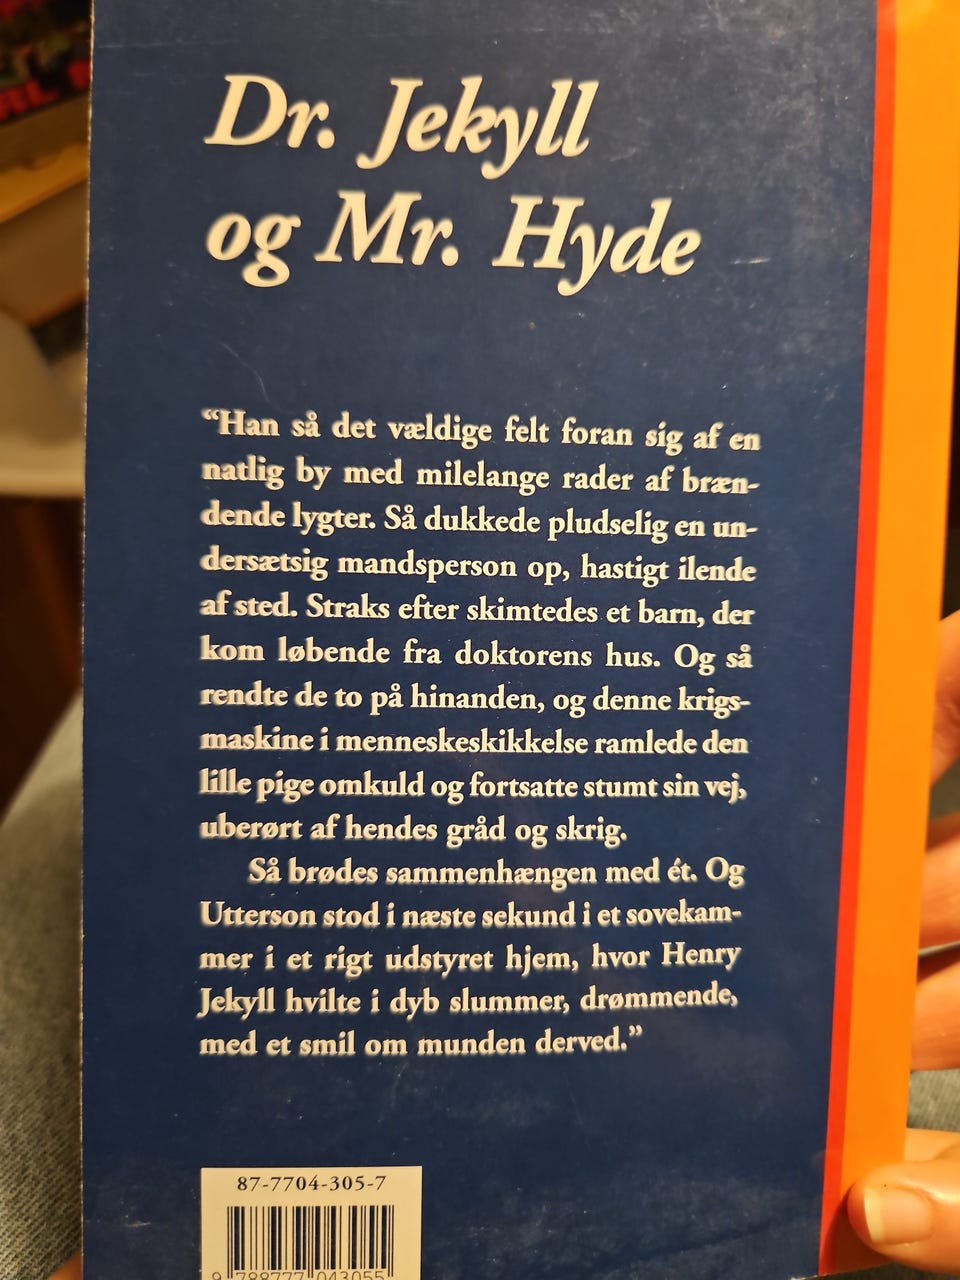 Dr. Jekyll
og Mr. Hyde
“Han så det vældige felt foran sig af en
natlig by med milelange rader af bræn-
dende lygter. Så dukkede pludselig en un-
dersætsig mandsperson op, hastigt ilende
af sted. Straks efter skimtedes et barn, der
kom løbende fra doktorens hus. Og så
rendte de to på hinanden, og denne krigs-
maskine i menneskeskikkelse ramlede den
lille pige omkuld og fortsatte stumt sin vej,
uberørt af hendes gråd og skrig.
Så brødes sammenhængen med ét. Og
Utterson stod i næste sekund i et sovekam-
mer i et rigt udstyret hjem, hvor Henry
Jekyll hvilte i dyb slummer, drømmende,
med et smil om munden derved.”
87-7704-305-7
9 788777 043055